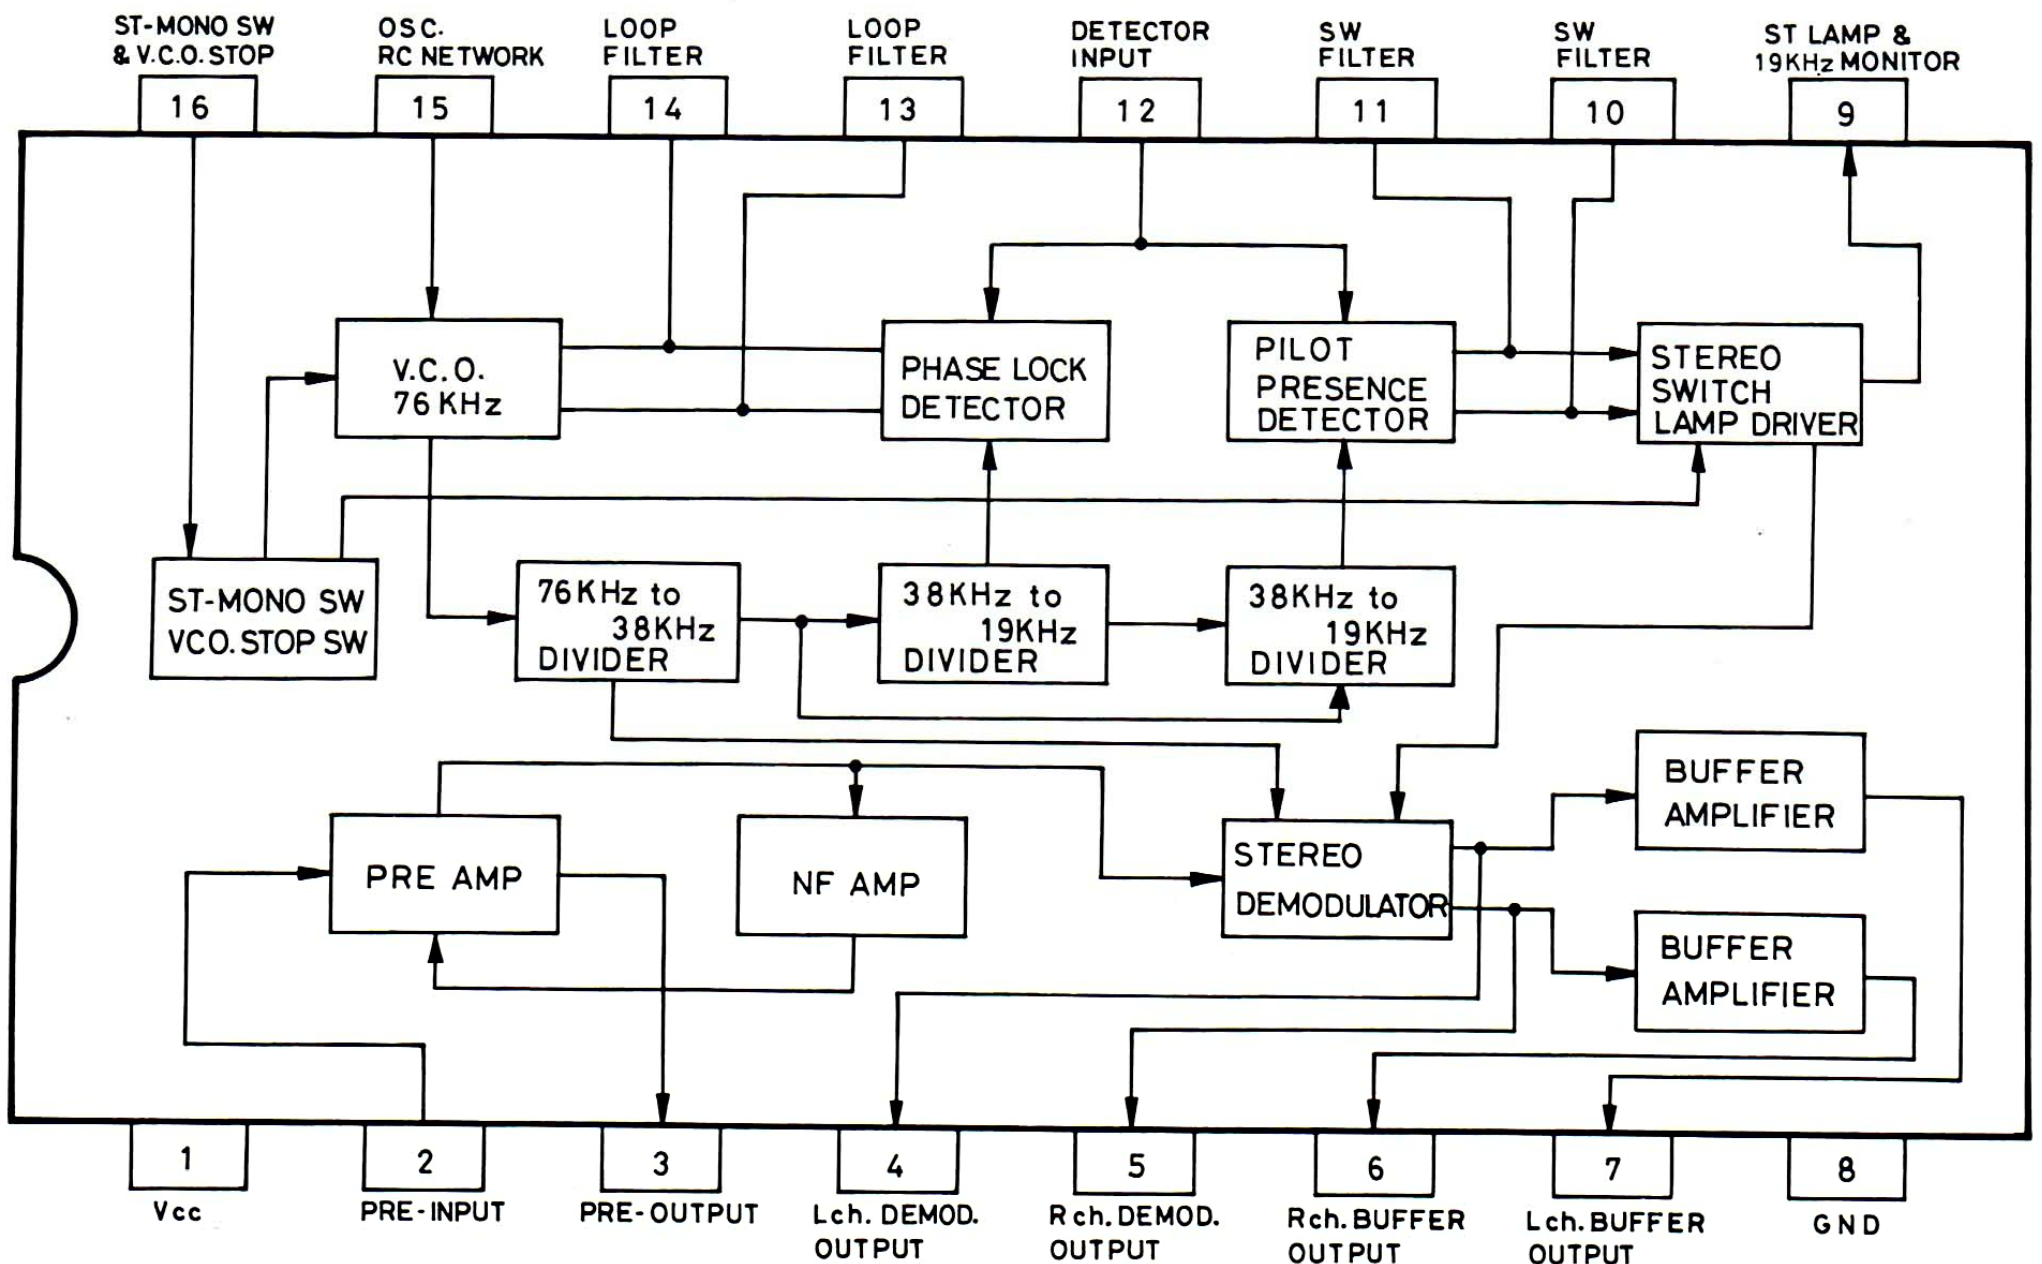 ST-MONO SW
& V.C.O. STOP
OSC.
RC NETWORK
LOOP
FILTER
LOOP
FILTER
DETECTOR
INPUT
SW
FILTER
SW
FILTER
ST LAMP &
19KHz MONITOR
16
15
14
13
12
11
10
9
V.C.O.
76KHz
PHASE LOCK
DETECTOR
PILOT
PRESENCE
DETECTOR
STEREO
SWITCH
LAMP DRIVER
ST-MONO SW
VCO.STOP SW
76KHz to
38KHz
DIVIDER
38KHz to
19KHz
DIVIDER
38KHz to
19KHz
DIVIDER
PRE AMP
NF AMP
STEREO
DEMODULATOR
BUFFER
AMPLIFIER
BUFFER
AMPLIFIER
1
2
3
4
5
6
7
8
Vcc
PRE-INPUT
PRE-OUTPUT
Lch. DEMOD.
OUTPUT
Rch. DEMOD.
OUTPUT
Rch. BUFFER
OUTPUT
Lch. BUFFER
OUTPUT
GND